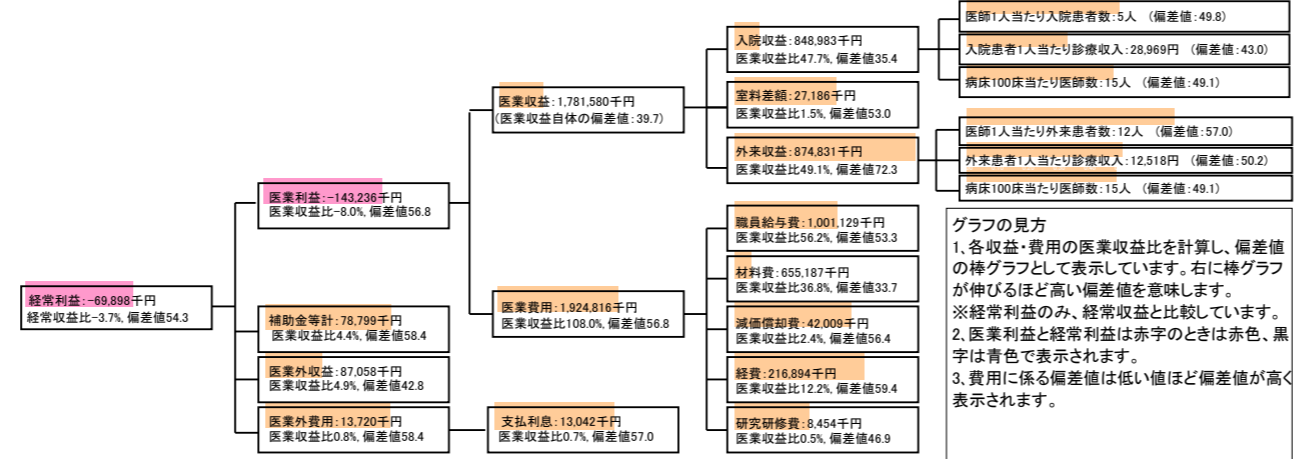 経常利益:-69,898千円
経常収益比-3.7%, 偏差値54.3
医業利益:-143,236千円
医業収益比-8.0%, 偏差値56.8
補助金等計:78,799千円
医業収益比4.4%, 偏差値58.4
医業外収益:87,058千円
医業収益比4.9%, 偏差値42.8
医業外費用:13,720千円
医業収益比0.8%, 偏差値58.4
医業収益:1,781,580千円
(医業収益自体の偏差値:39.7)
医業費用:1,924,816千円
医業収益比108.0%, 偏差値56.8
支払利息:13,042千円
医業収益比0.7%, 偏差値57.0
入院収益:848,983千円
医業収益比47.7%, 偏差値35.4
室料差額:27,186千円
医業収益比1.5%, 偏差値53.0
外来収益:874,831千円
医業収益比49.1%, 偏差値72.3
職員給与費:1,001,129千円
医業収益比56.2%, 偏差値53.3
材料費:655,187千円
医業収益比36.8%, 偏差値33.7
減価償却費:42,009千円
医業収益比2.4%, 偏差値56.4
経費:216,894千円
医業収益比12.2%, 偏差値59.4
研究研修費:8,454千円
医業収益比0.5%, 偏差値46.9
医師1人当たり入院患者数:5人 (偏差値:49.8)
入院患者1人当たり診療収入:28,969円 (偏差値:43.0)
病床100床当たり医師数:15人 (偏差値:49.1)
医師1人当たり外来患者数:12人 (偏差値:57.0)
外来患者1人当たり診療収入:12,518円 (偏差値:50.2)
病床100床当たり医師数:15人 (偏差値:49.1)
グラフの見方
1、各収益・費用の医業収益比を計算し、偏差値
の棒グラフとして表示しています。右に棒グラフ
が伸びるほど高い偏差値を意味します。
※経常利益のみ、経常収益と比較しています。
2、医業利益と経常利益は赤字のときは赤色、黒
字は青色で表示されます。
3、費用に係る偏差値は低い値ほど偏差値が高く
表示されます。